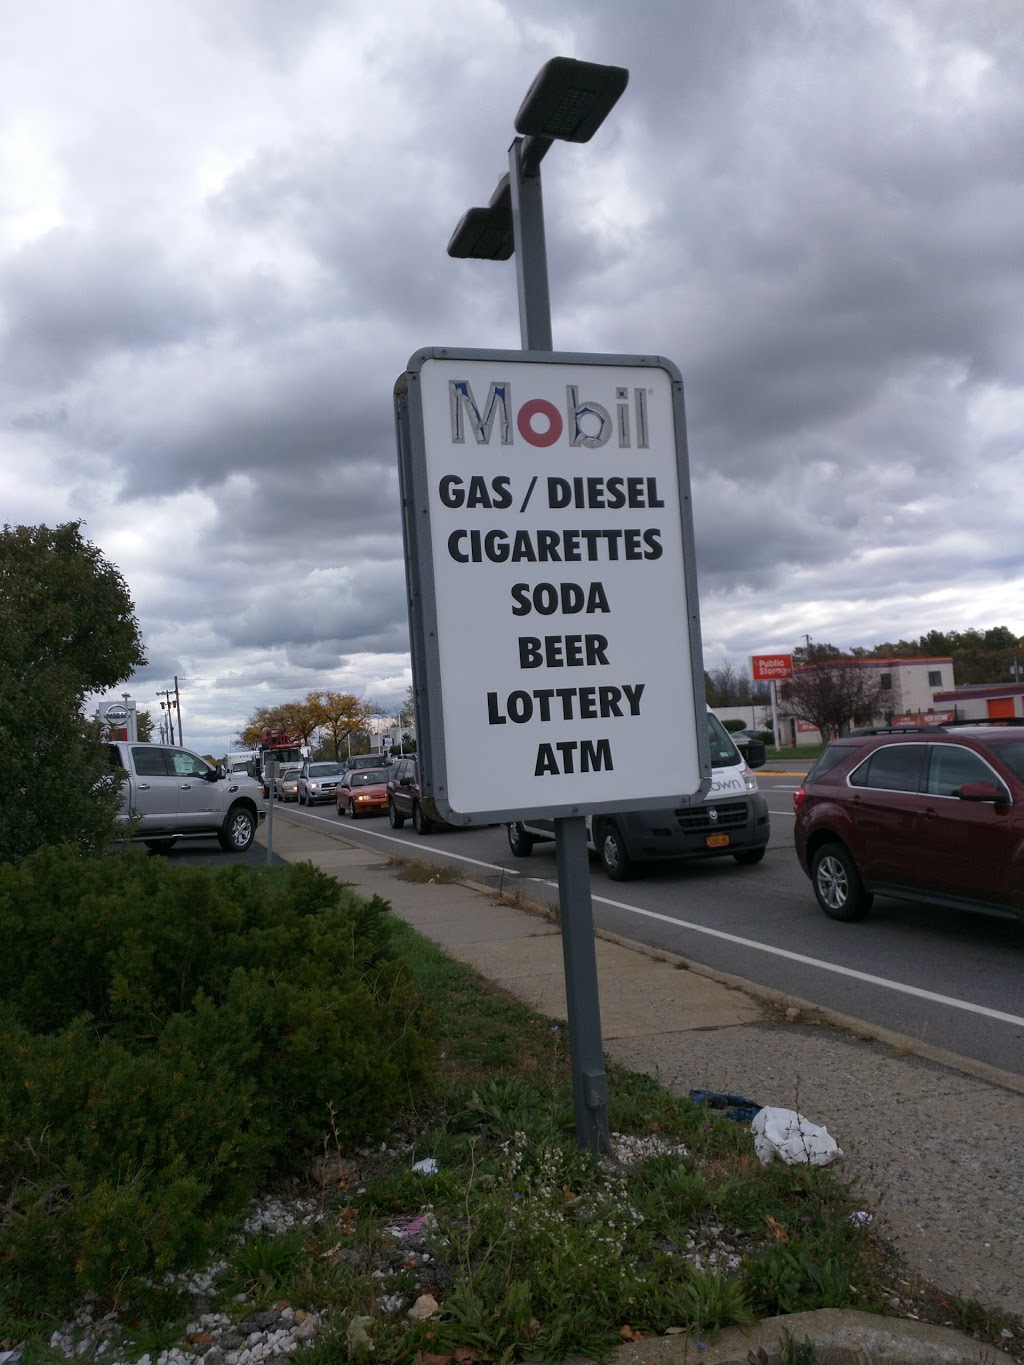 Mobil
GAS / DIESEL
CIGARETTES
SODA
BEER
LOTTERY
ATM
Public
Storage